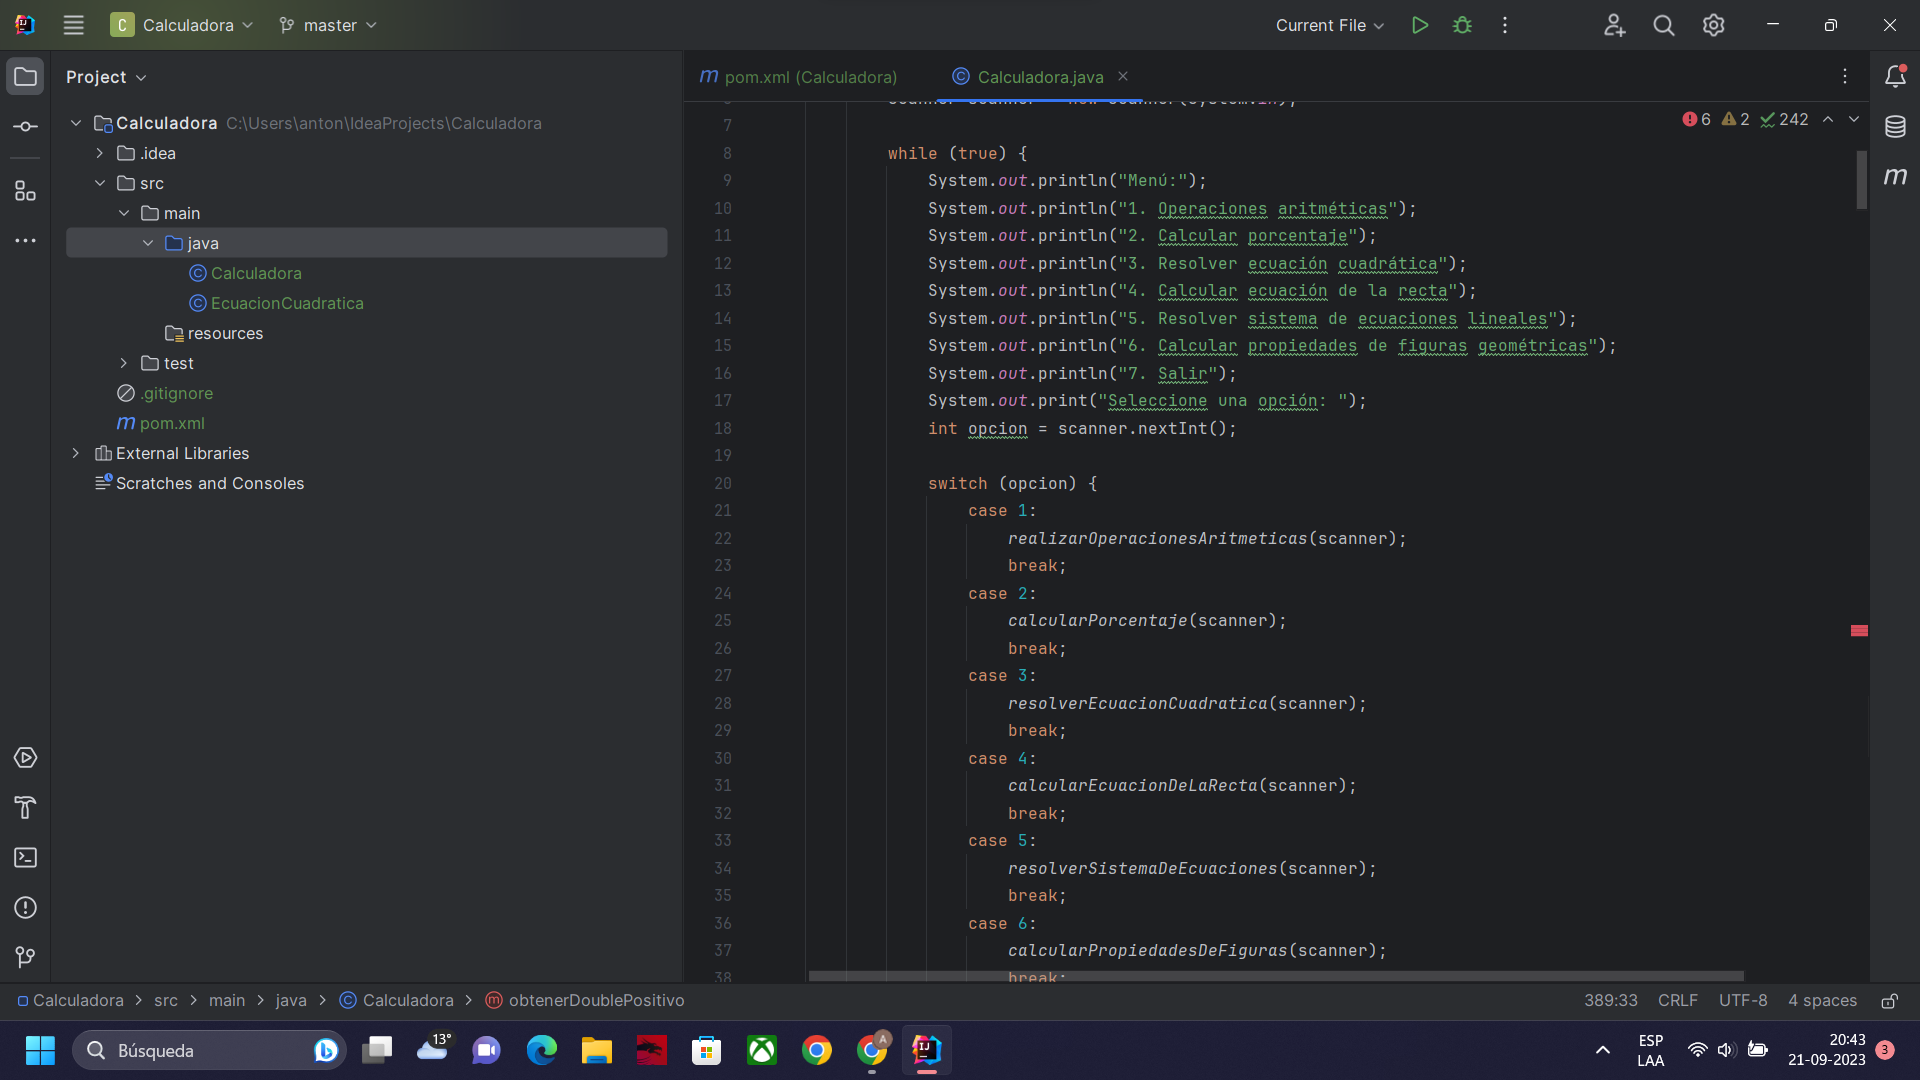 Calculadora
master
Current File
Project
Calculadora C:\Users\anton\IdeaProjects\Calculadora
.idea
src
main
java
Calculadora
EcuacionCuadratica
resources
test
.gitignore
pom.xml
External Libraries
Scratches and Consoles
pom.xml (Calculadora)
Calculadora.java
6 2 242
7
8 while (true) {
9 System.out.println("Menú:");
10 System.out.println("1. Operaciones aritméticas");
11 System.out.println("2. Calcular porcentaje");
12 System.out.println("3. Resolver ecuación cuadrática");
13 System.out.println("4. Calcular ecuación de la recta");
14 System.out.println("5. Resolver sistema de ecuaciones lineales");
15 System.out.println("6. Calcular propiedades de figuras geométricas");
16 System.out.println("7. Salir");
17 System.out.print("Seleccione una opción: ");
18 int opcion = scanner.nextInt();
19
20 switch (opcion) {
21 case 1:
22 realizarOperacionesAritmeticas(scanner);
23 break;
24 case 2:
25 calcularPorcentaje(scanner);
26 break;
27 case 3:
28 resolverEcuacionCuadratica(scanner);
29 break;
30 case 4:
31 calcularEcuacionDeLaRecta(scanner);
32 break;
33 case 5:
34 resolverSistemaDeEcuaciones(scanner);
35 break;
36 case 6:
37 calcularPropiedadesDeFiguras(scanner);
38 break;
Calculadora > src > main > java > Calculadora > obtenerDoublePositivo
389:33 CRLF UTF-8 4 spaces
Búsqueda
13°
ESP
LAA
20:43
21-09-2023
3